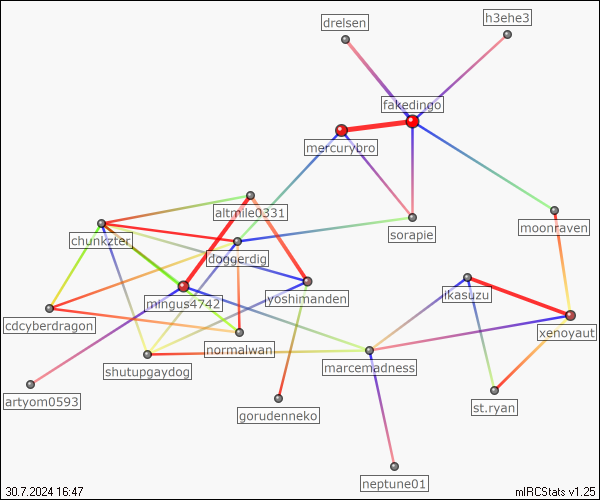 h3ehe3
drelsen
fakedingo
mercurybro
altmile0331
sorapie
moonraven
chunkzter
doggerdig
mingus4742
yoshimanden
ikasuzu
cdcyberdragon
xenoyaut
normalwan
shutupgaydog
marcemadness
artyom0593
gorudenneko
st.ryan
neptune01
30.7.2024 16:47
mIRCStats v1.25